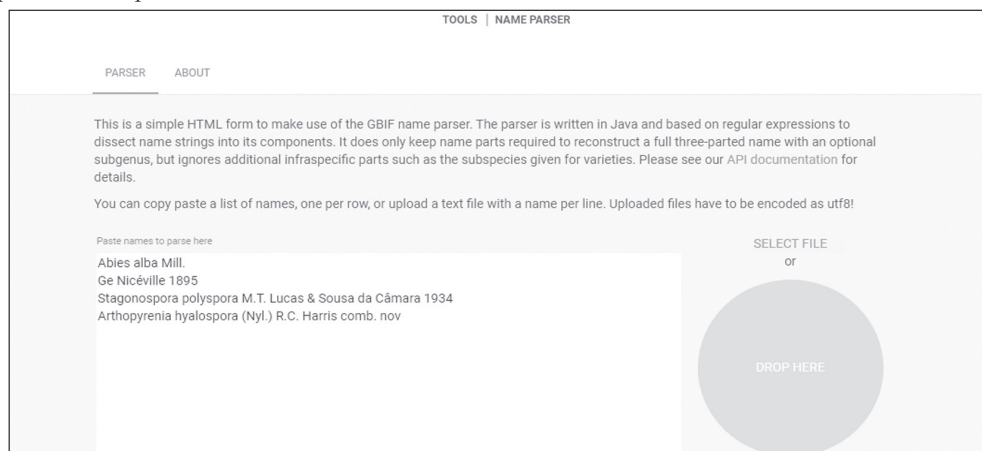 TOOLS | NAME PARSER
PARSER ABOUT
This is a simple HTML form to make use of the GBIF name parser. The parser is written in Java and based on regular expressions to
dissect name strings into its components. It does only keep name parts required to reconstruct a full three-parted name with an optional
subgenus, but ignores additional infraspecific parts such as the subspecies given for varieties. Please see our API documentation for
details.
You can copy paste a list of names, one per row, or upload a text file with a name per line. Uploaded files have to be encoded as utf8!
Paste names to parse here
Abies alba Mill.
Ge Nicéville 1895
Stagonospora polyspora M.T. Lucas & Sousa da Câmara 1934
Arthopyrenia hyalospora (Nyl.) R.C. Harris comb. nov
SELECT FILE
or
DROP HERE